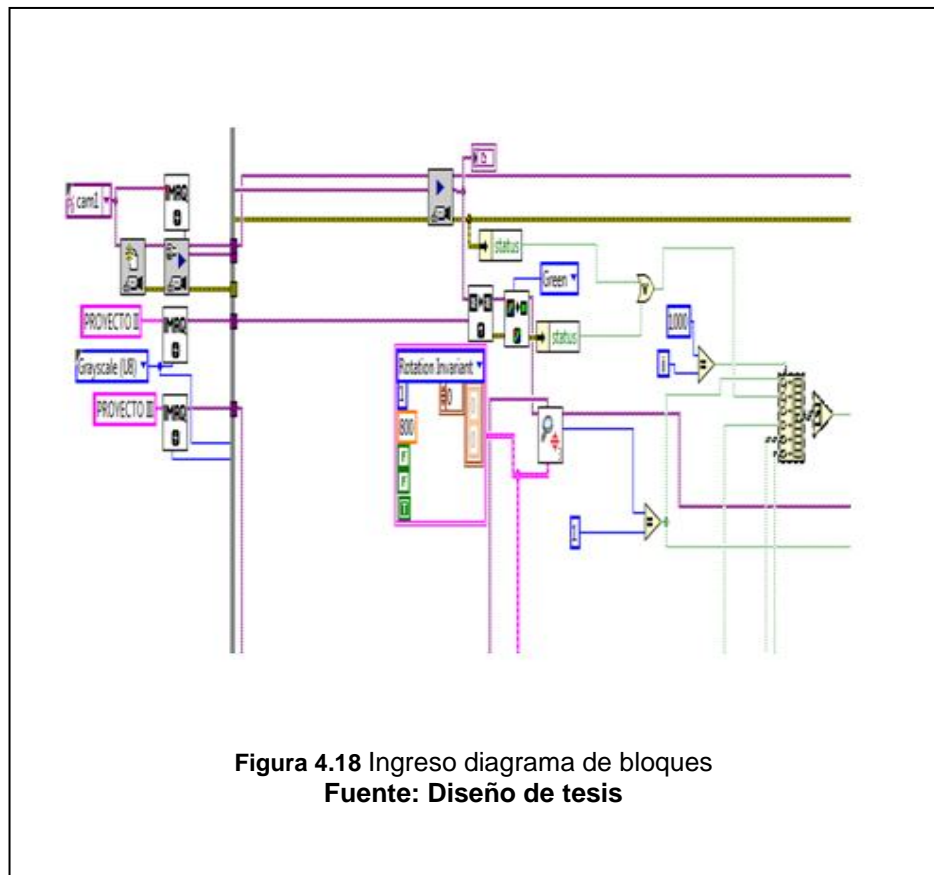 cam1
IMAQ
status
Green
PROYECTO II
IMAQ
status
1000
i
Grayscale (U8)
Rotation Invariant
PROYECTO III
IMAQ
1
0
800
F
F
T
1
Figura 4.18 Ingreso diagrama de bloques
Fuente: Diseño de tesis